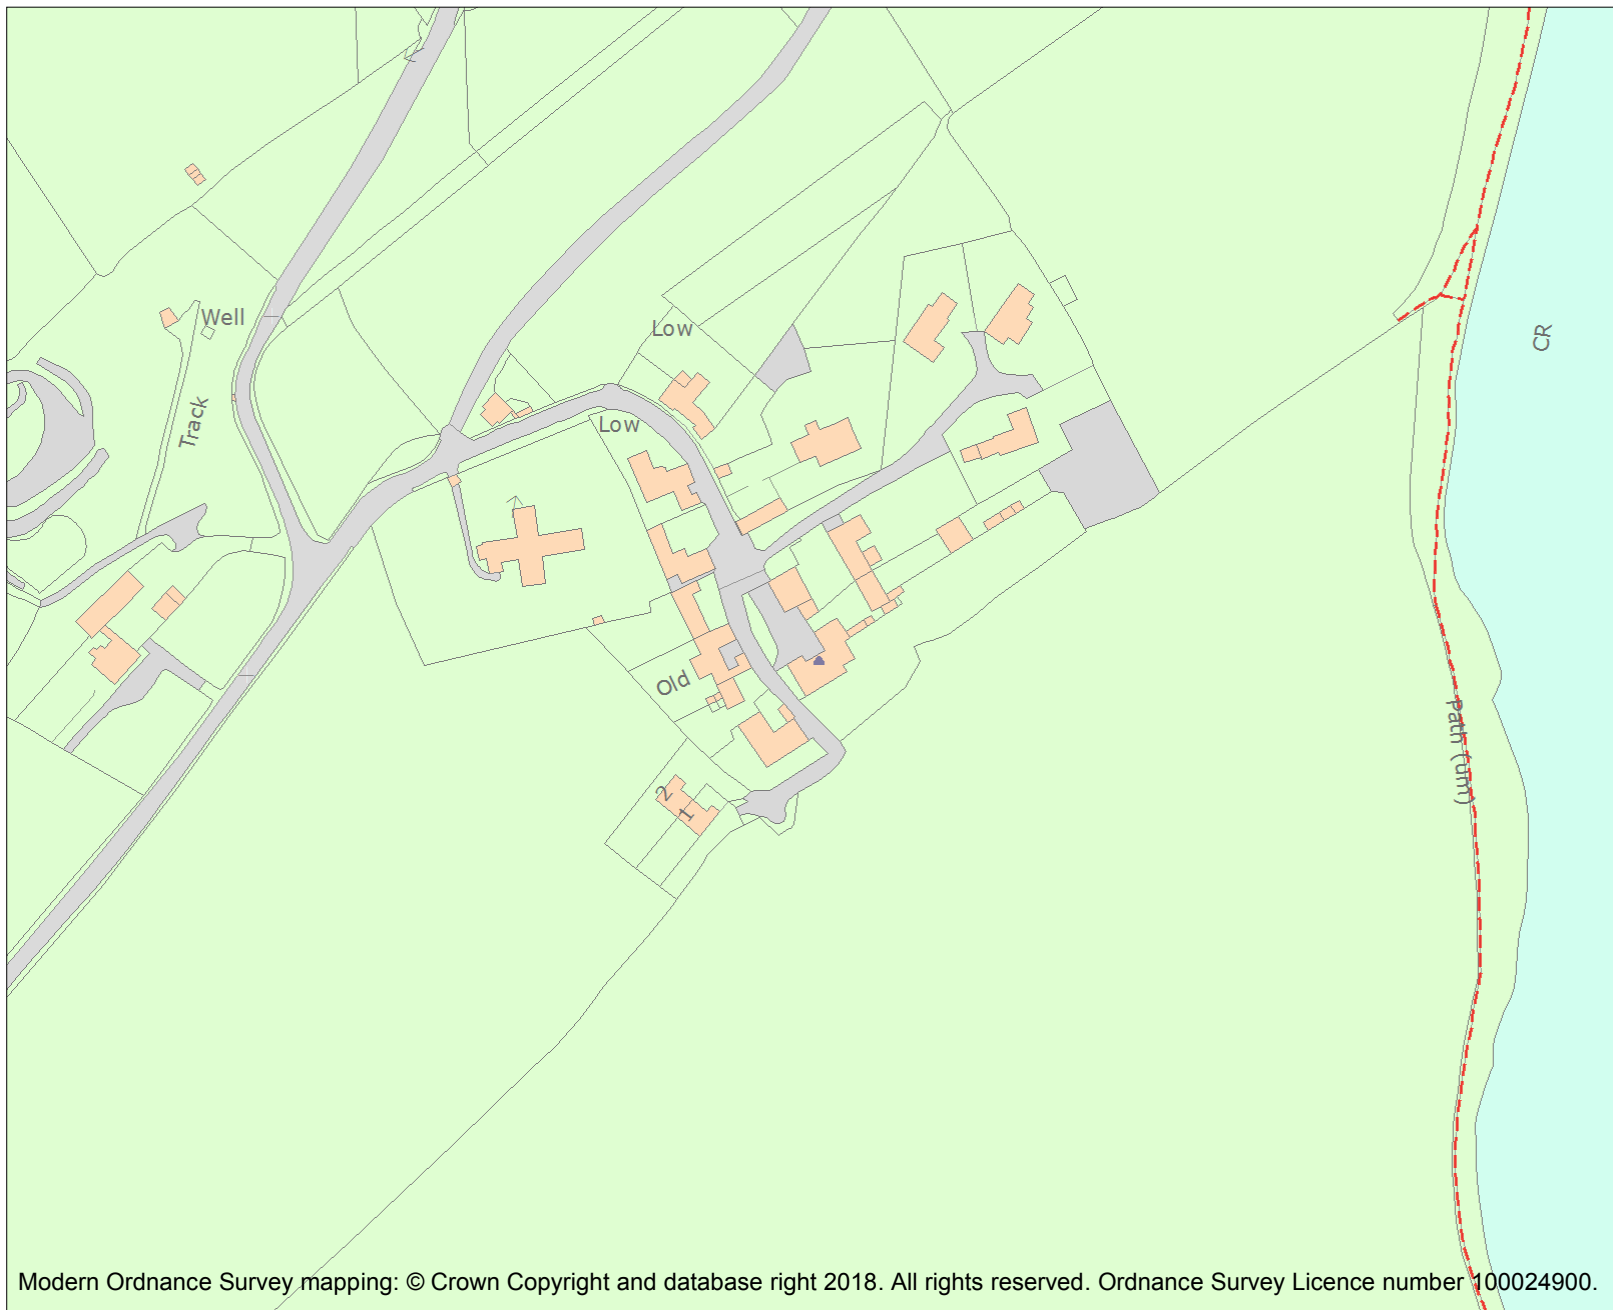 Well
Low
CR
Track
Low
Old
Path (um)
2
1
Modern Ordnance Survey mapping: © Crown Copyright and database right 2018. All rights reserved. Ordnance Survey Licence number 100024900.